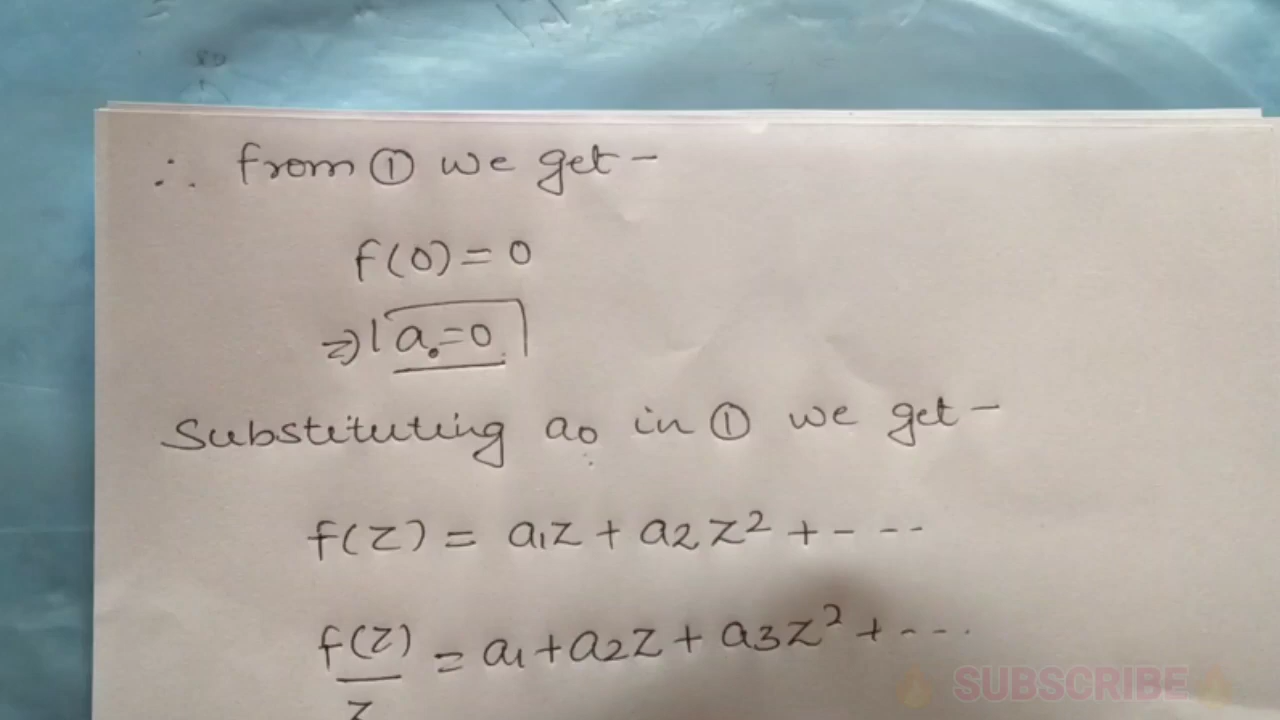 ∴ from ① we get -
f(0) = 0
⇒ a₀ = 0
Substituting a₀ in ① we get -
f(z) = a₁z + a₂z² + - - -
f(z)/z = a₁ + a₂z + a₃z² + - - -
SUBSCRIBE